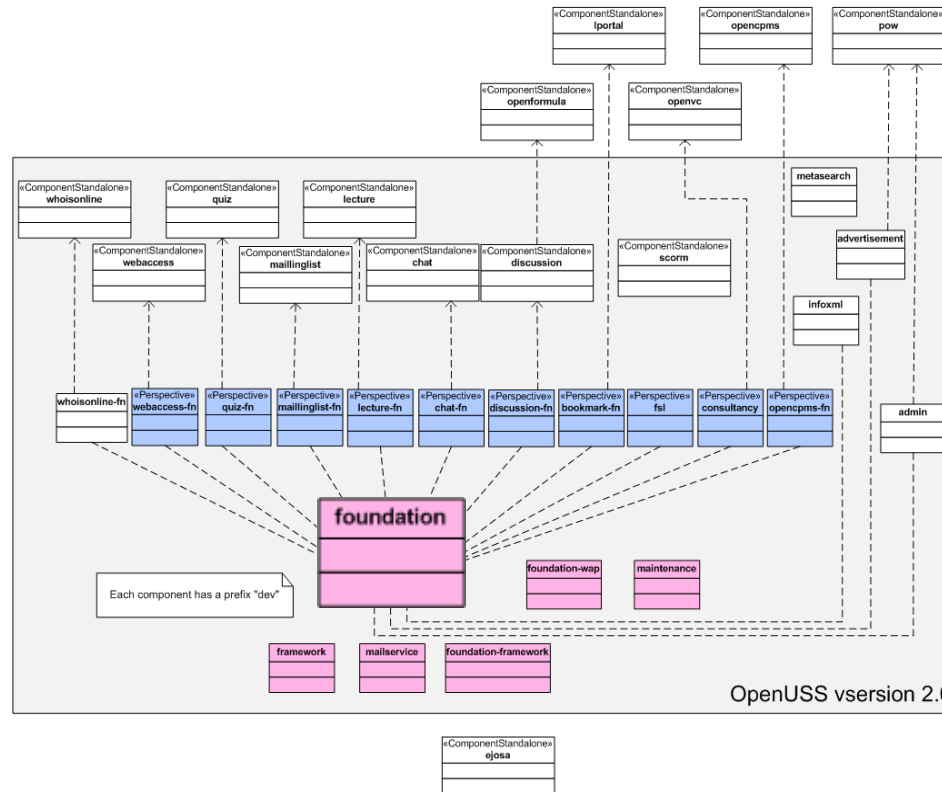 «ComponentStandalone»
lportal
«ComponentStandalone»
opencpms
«ComponentStandalone»
pow
«ComponentStandalone»
openformula
«ComponentStandalone»
openvc
metasearch
«ComponentStandalone»
whoisonline
«ComponentStandalone»
quiz
«ComponentStandalone»
lecture
advertisement
«ComponentStandalone»
webaccess
«ComponentStandalone»
maillinglist
«ComponentStandalone»
chat
«ComponentStandalone»
discussion
«ComponentStandalone»
scorm
infoxml
whoisonline-fn
«Perspective»
webaccess-fn
«Perspective»
quiz-fn
«Perspective»
maillinglist-fn
«Perspective»
lecture-fn
«Perspective»
chat-fn
«Perspective»
discussion-fn
«Perspective»
bookmark-fn
«Perspective»
fsl
«Perspective»
consultancy
«Perspective»
opencpms-fn
admin
foundation
foundation-wap
maintenance
Each component has a prefix "dev"
framework
mailservice
foundation-framework
OpenUSS vsersion 2.
«ComponentStandalone»
ejosa